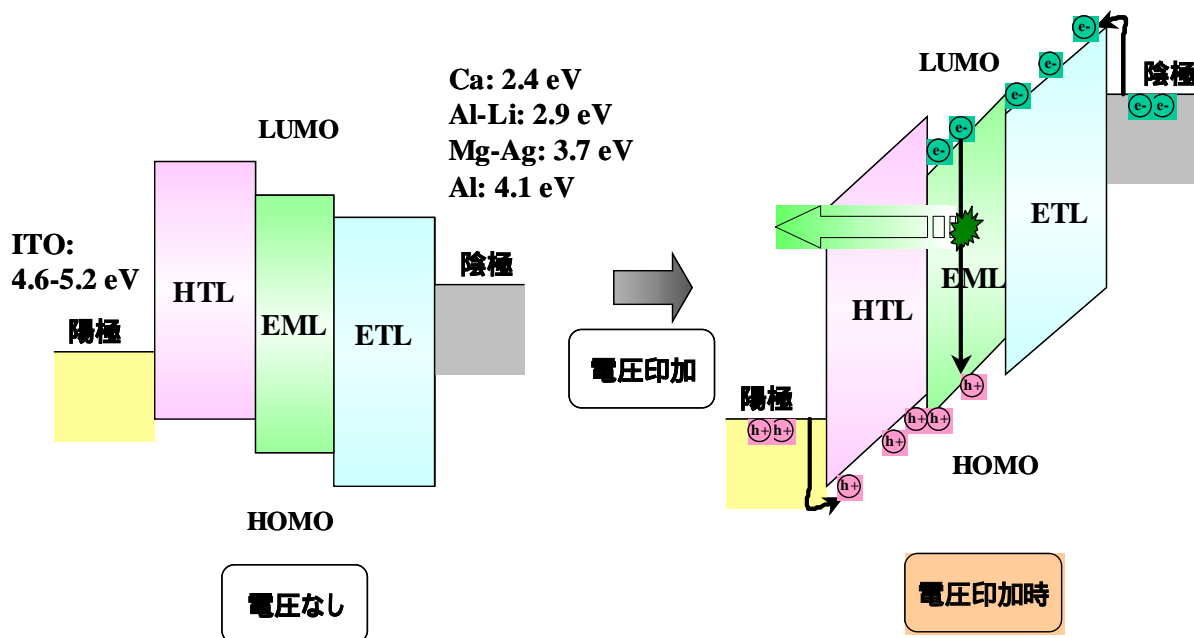 Ca: 2.4 eV
Al-Li: 2.9 eV
Mg-Ag: 3.7 eV
Al: 4.1 eV
LUMO
ITO:
4.6-5.2 eV
陽極
HTL
EML
ETL
陰極
HOMO
電圧なし
電圧印加
LUMO
e-
e-
e-
e-
e-
陰極
e- e-
ETL
EML
HTL
陽極
h+ h+
h+
h+ h+
h+
h+
HOMO
電圧印加時